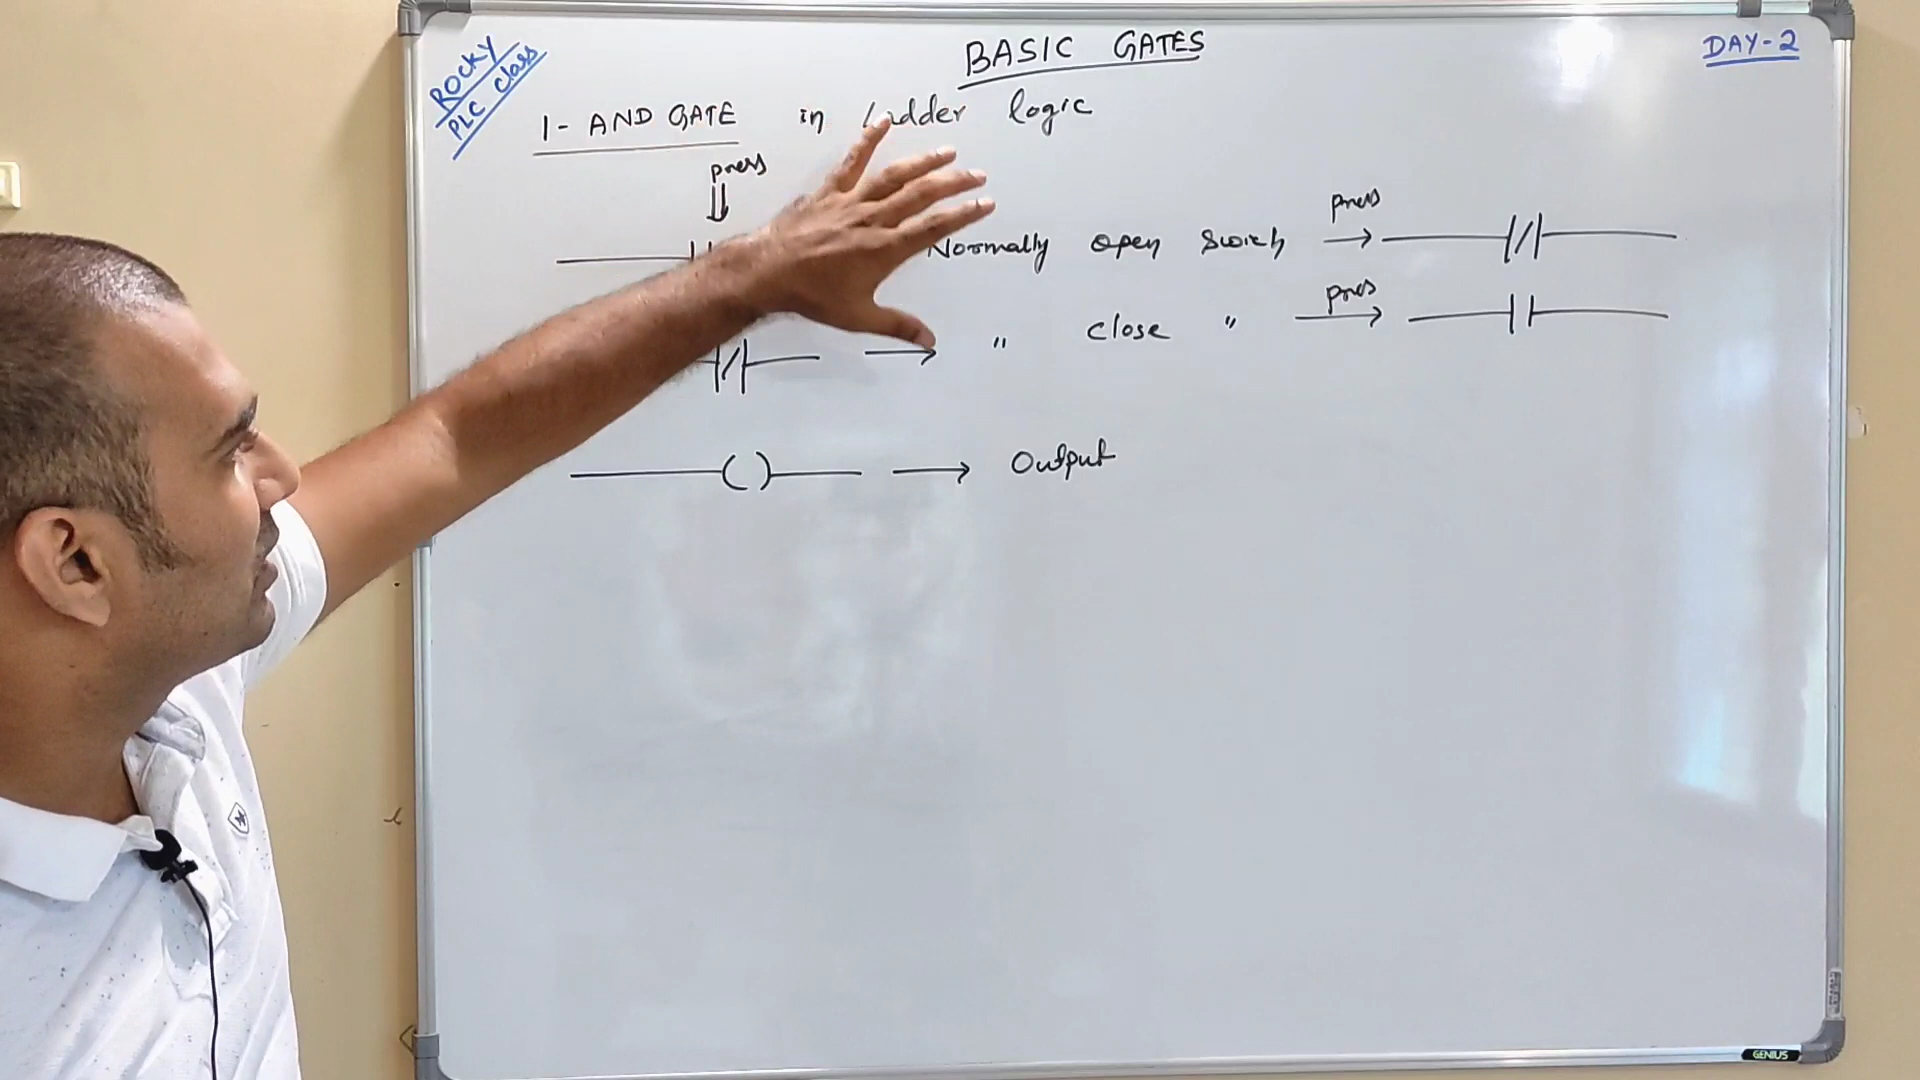 BASIC GATES
DAY-2
ROCKY
PLC Class
1- AND GATE in Ladder logic
press
Normally open Swich press
" close " press
Output
GENIUS